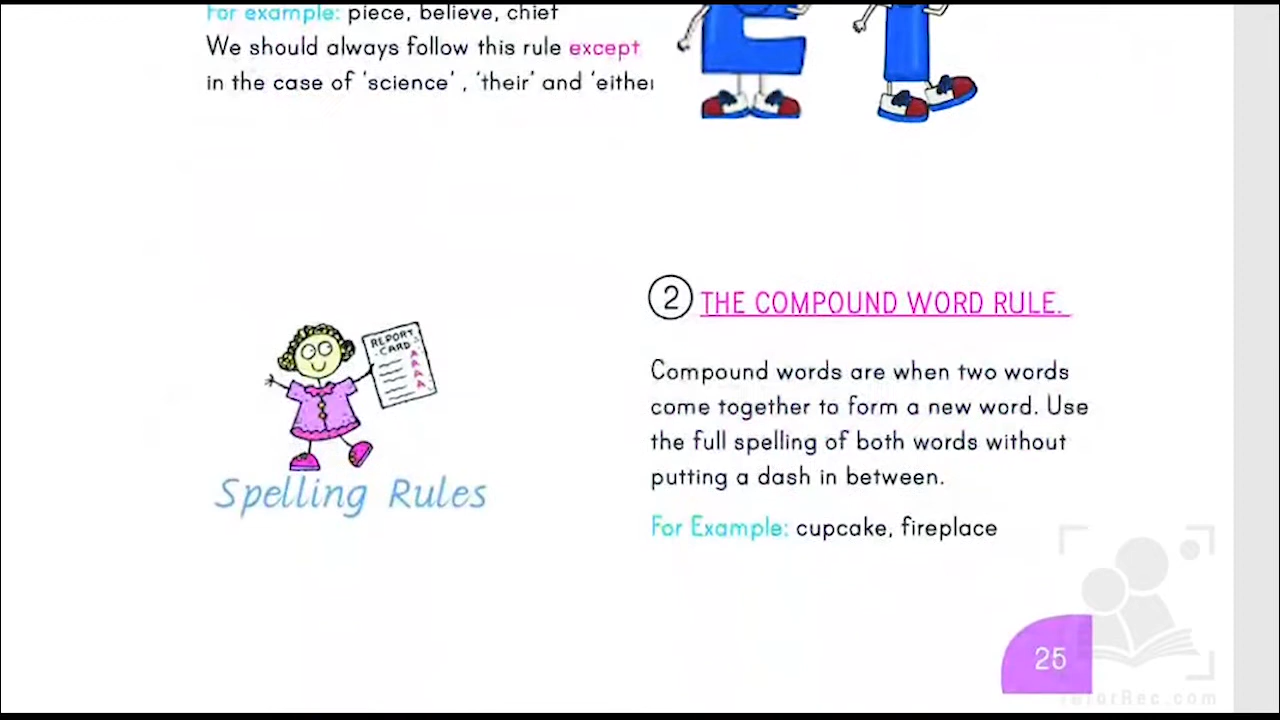 For example: piece, believe, chief
We should always follow this rule except
in the case of ‘science’ , ‘their’ and ‘either
2 THE COMPOUND WORD RULE.
REPORT
CARD
A
A
A
A
Compound words are when two words
come together to form a new word. Use
the full spelling of both words without
putting a dash in between.
Spelling Rules
For Example: cupcake, fireplace
25
TutorRec.com